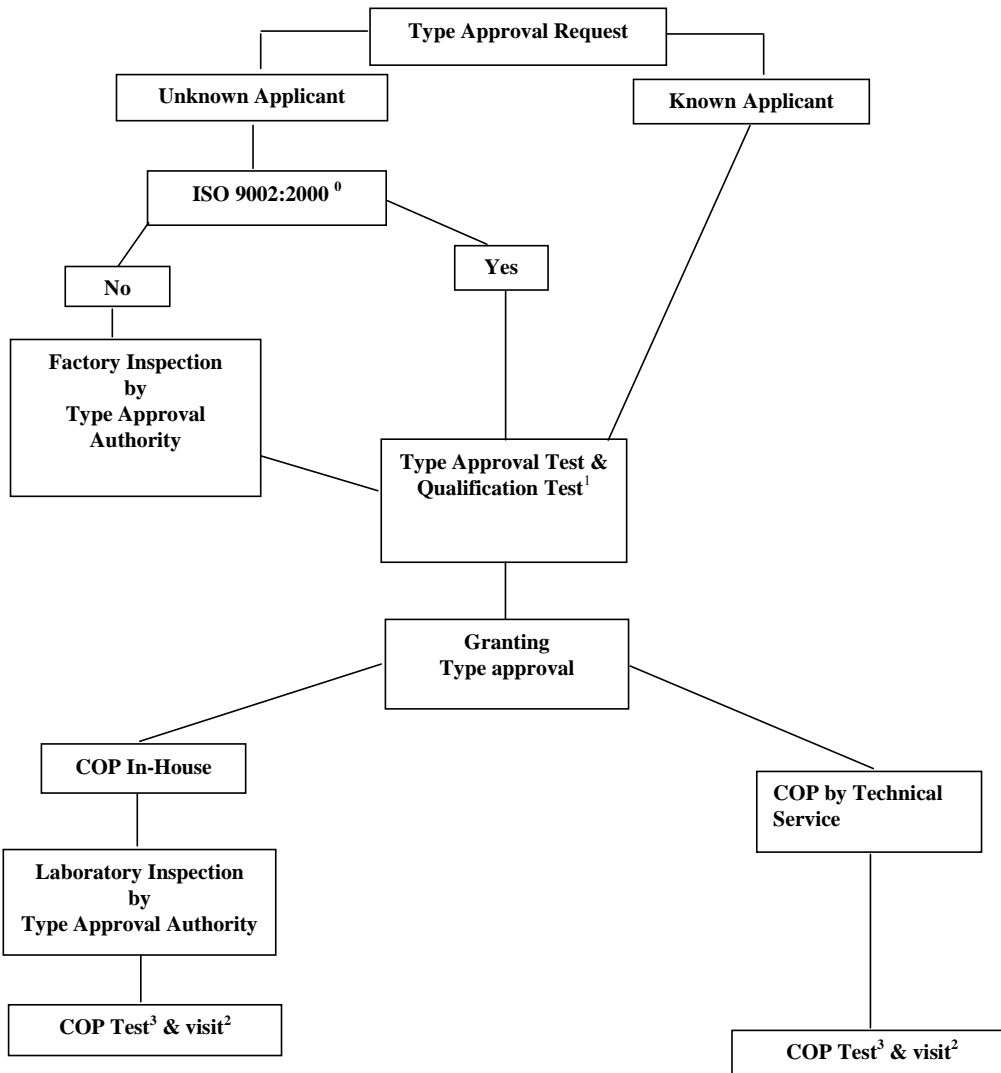 Type Approval Request
Unknown Applicant
Known Applicant
ISO 9002:2000 ⁰
Yes
No
Factory Inspection
by
Type Approval
Authority
Type Approval Test &
Qualification Test¹
Granting
Type approval
COP In-House
COP by Technical
Service
Laboratory Inspection
by
Type Approval Authority
COP Test³ & visit²
COP Test³ & visit²